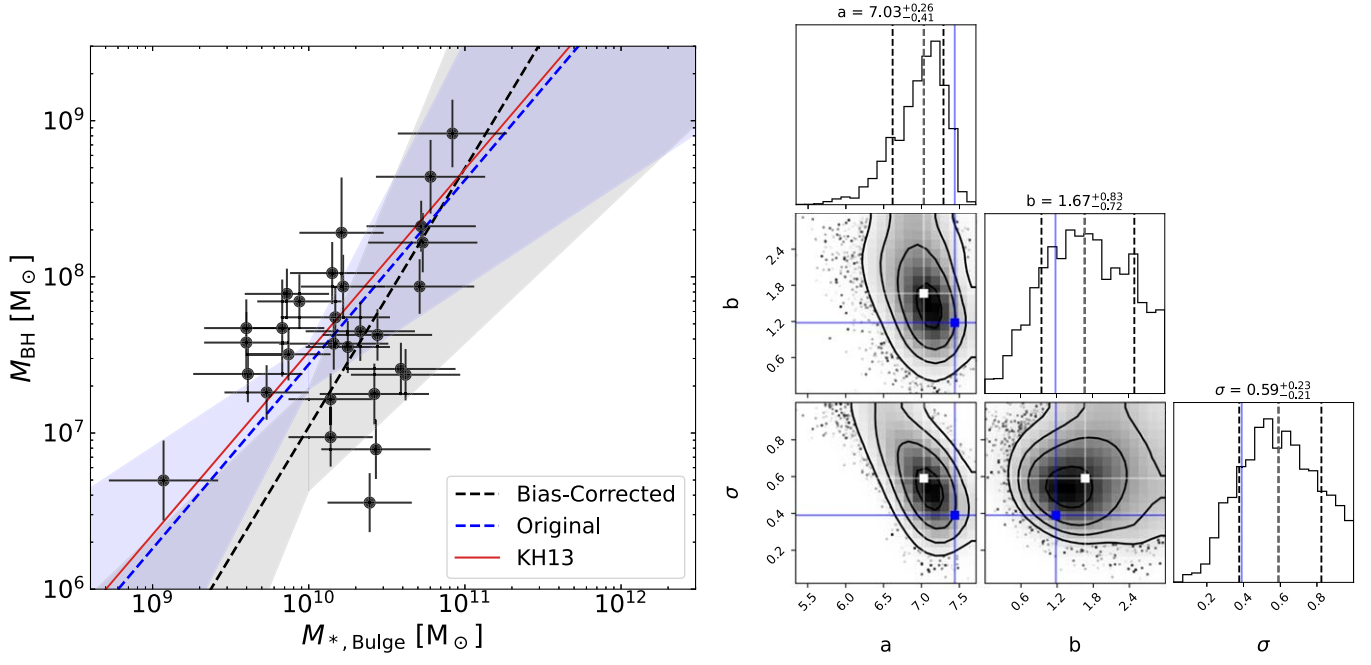 10⁹
10⁸
10⁷
10⁶
M_BH [M_⊙]
10⁹ 10¹⁰ 10¹¹ 10¹²
M_{*, Bulge} [M_⊙]
Bias-Corrected
Original
KH13
a = 7.03^{+0.26}_{-0.41}
b = 1.67^{+0.83}_{-0.72}
2.4
1.8
1.2
0.6
b
σ = 0.59^{+0.23}_{-0.21}
0.8
0.6
0.4
0.2
σ
5.5 6.0 6.5 7.0 7.5
0.6 1.2 1.8 2.4
0.2 0.4 0.6 0.8
a
b
σ